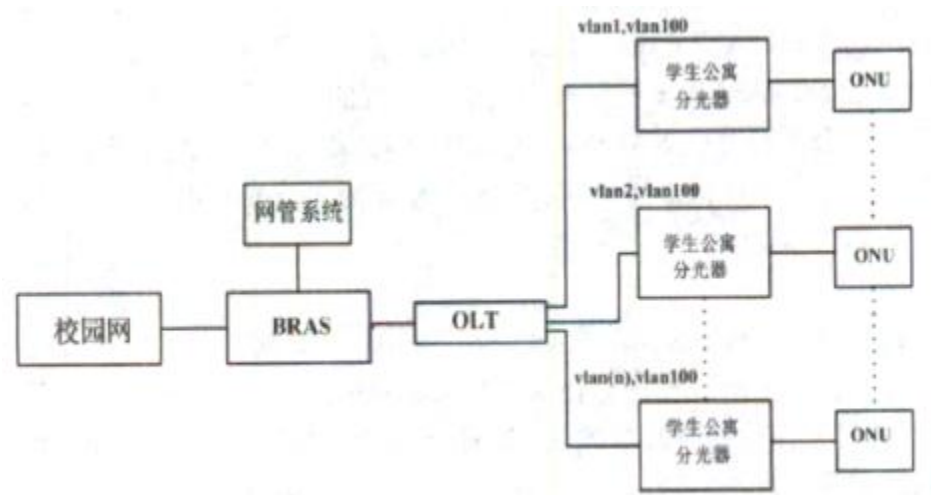 vlan1,vlan100
学生公寓
分光器
ONU
网管系统
vlan2,vlan100
学生公寓
分光器
ONU
校园网
BRAS
OLT
vlan(n),vlan100
学生公寓
分光器
ONU